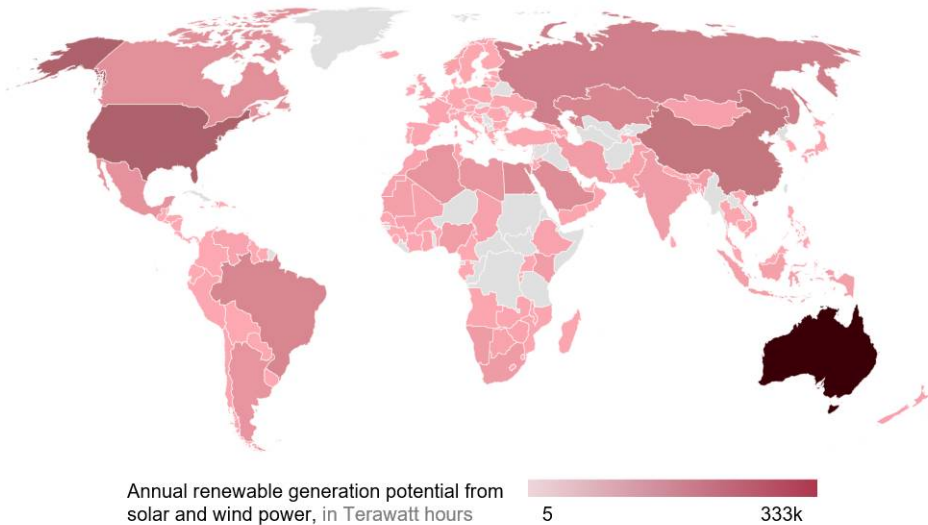 Annual renewable generation potential from
solar and wind power, in Terawatt hours
5 333k